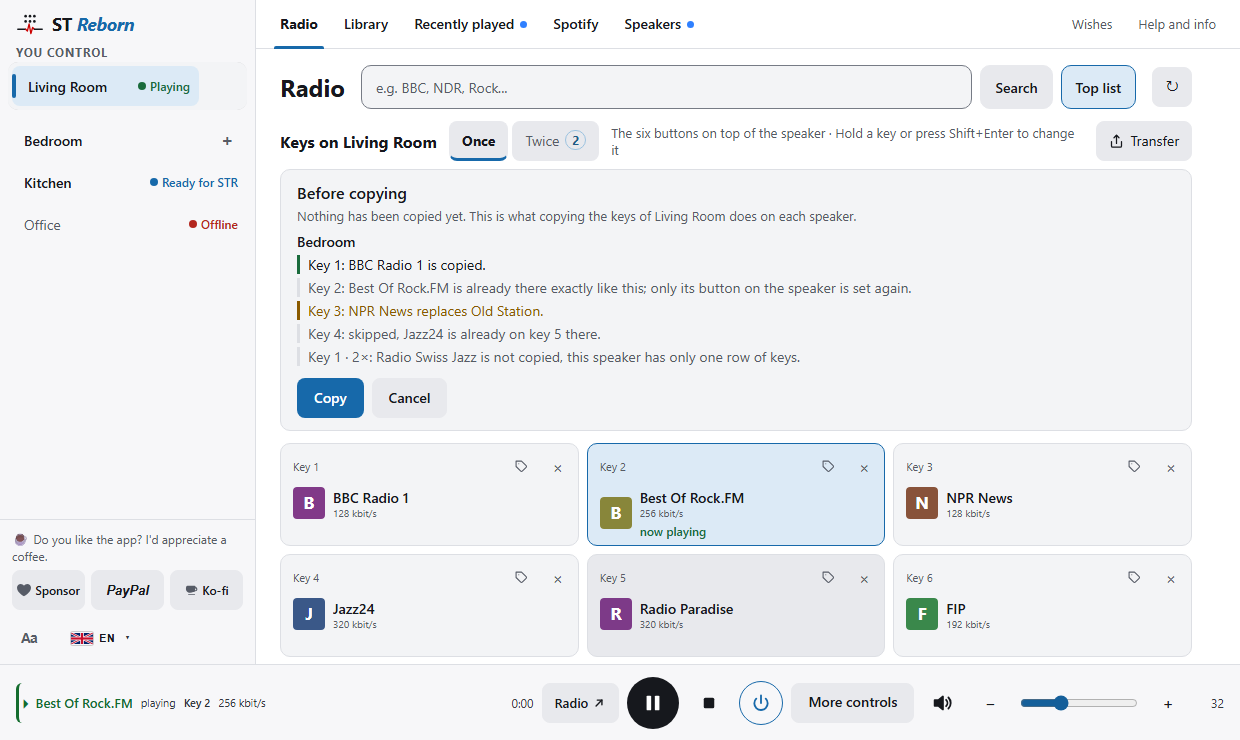 ST Reborn
YOU CONTROL
Living Room
Playing
Bedroom
+
Kitchen
Ready for STR
Office
Offline
Do you like the app? I'd appreciate a
coffee.
Sponsor
PayPal
Ko-fi
Aa
EN
Radio
Library
Recently played
Spotify
Speakers
Wishes
Help and info
Radio
e.g. BBC, NDR, Rock...
Search
Top list
↻
Keys on Living Room
Once
Twice 2
The six buttons on top of the speaker · Hold a key or press Shift+Enter to change
it
Transfer
Before copying
Nothing has been copied yet. This is what copying the keys of Living Room does on each speaker.
Bedroom
Key 1: BBC Radio 1 is copied.
Key 2: Best Of Rock.FM is already there exactly like this; only its button on the speaker is set again.
Key 3: NPR News replaces Old Station.
Key 4: skipped, Jazz24 is already on key 5 there.
Key 1 · 2×: Radio Swiss Jazz is not copied, this speaker has only one row of keys.
Copy
Cancel
Key 1
×
B
BBC Radio 1
128 kbit/s
Key 2
×
B
Best Of Rock.FM
256 kbit/s
now playing
Key 3
×
N
NPR News
128 kbit/s
Key 4
×
J
Jazz24
320 kbit/s
Key 5
×
R
Radio Paradise
320 kbit/s
Key 6
×
F
FIP
192 kbit/s
Best Of Rock.FM playing Key 2 256 kbit/s
0:00
Radio ↗
More controls
−
+
32